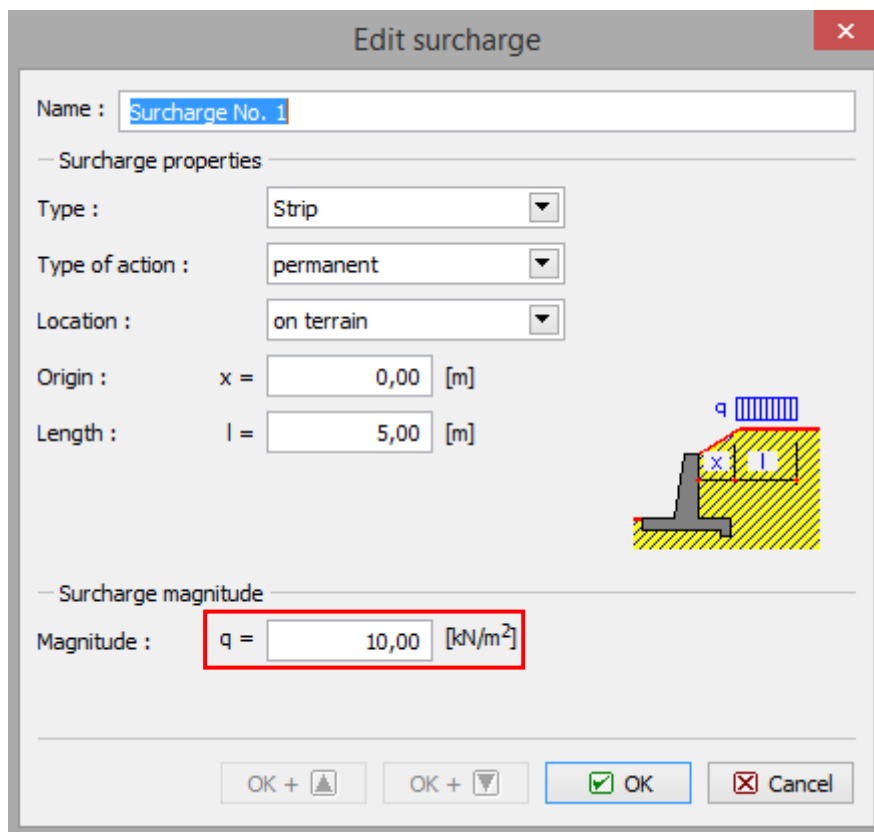 Edit surcharge
Name : Surcharge No. 1
Surcharge properties
Type : Strip
Type of action : permanent
Location : on terrain
Origin : x = 0,00 [m]
Length : l = 5,00 [m]
q
x l
Surcharge magnitude
Magnitude : q = 10,00 [kN/m²]
OK + OK + OK Cancel